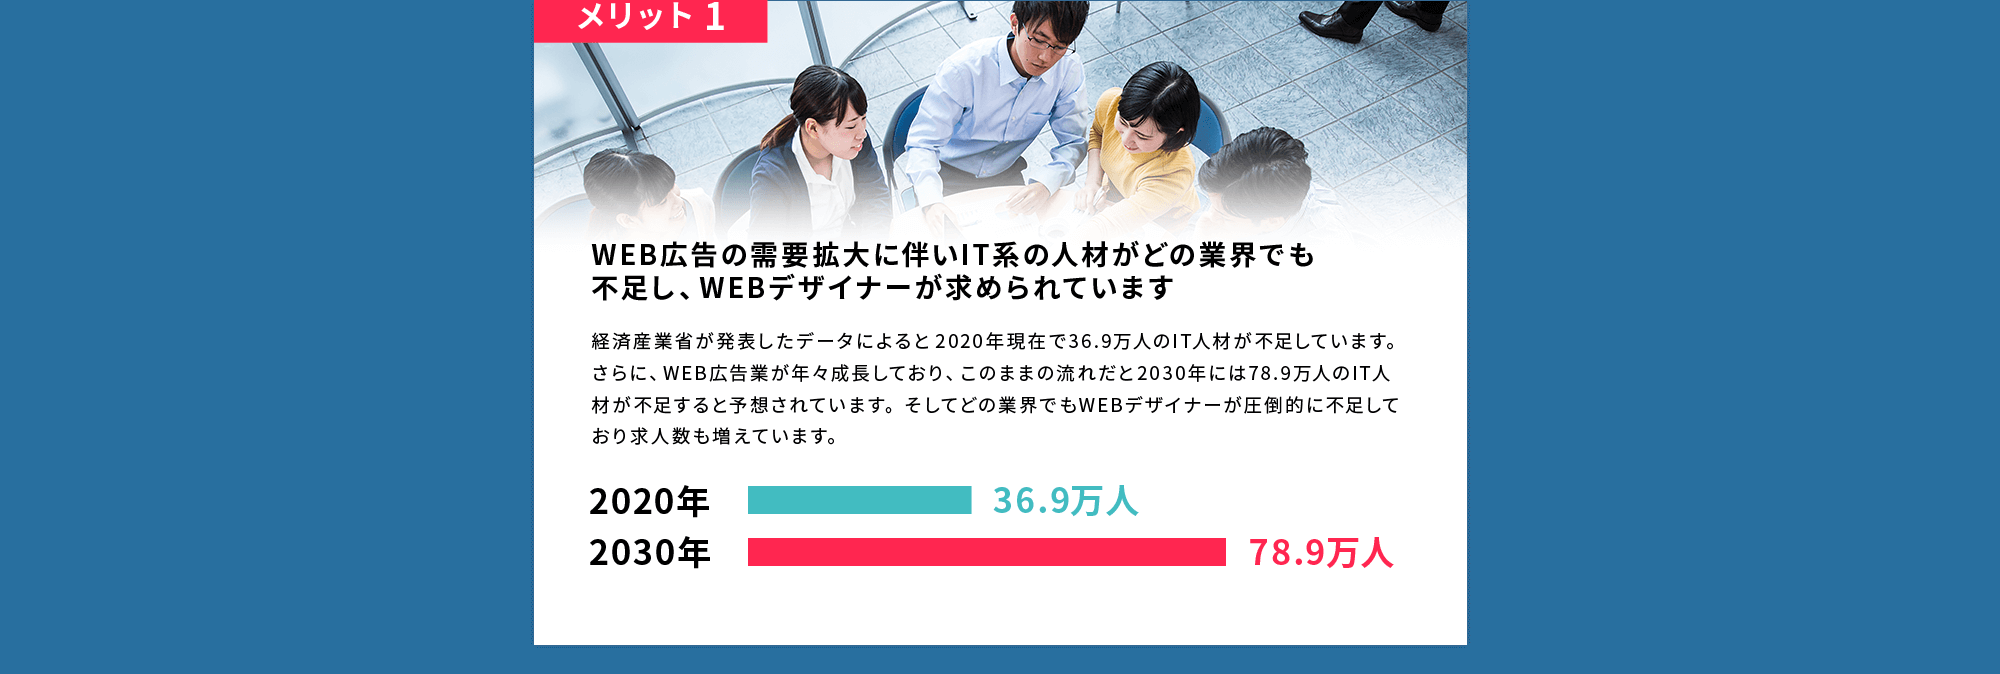 メリット 1
WEB広告の需要拡大に伴いIT系の人材がどの業界でも
不足し、WEBデザイナーが求められています
経済産業省が発表したデータによると2020年現在で36.9万人のIT人材が不足しています。
さらに、WEB広告業が年々成長しており、このままの流れだと2030年には78.9万人のIT人
材が不足すると予想されています。そしてどの業界でもWEBデザイナーが圧倒的に不足して
おり求人数も増えています。
2020年 36.9万人
2030年 78.9万人